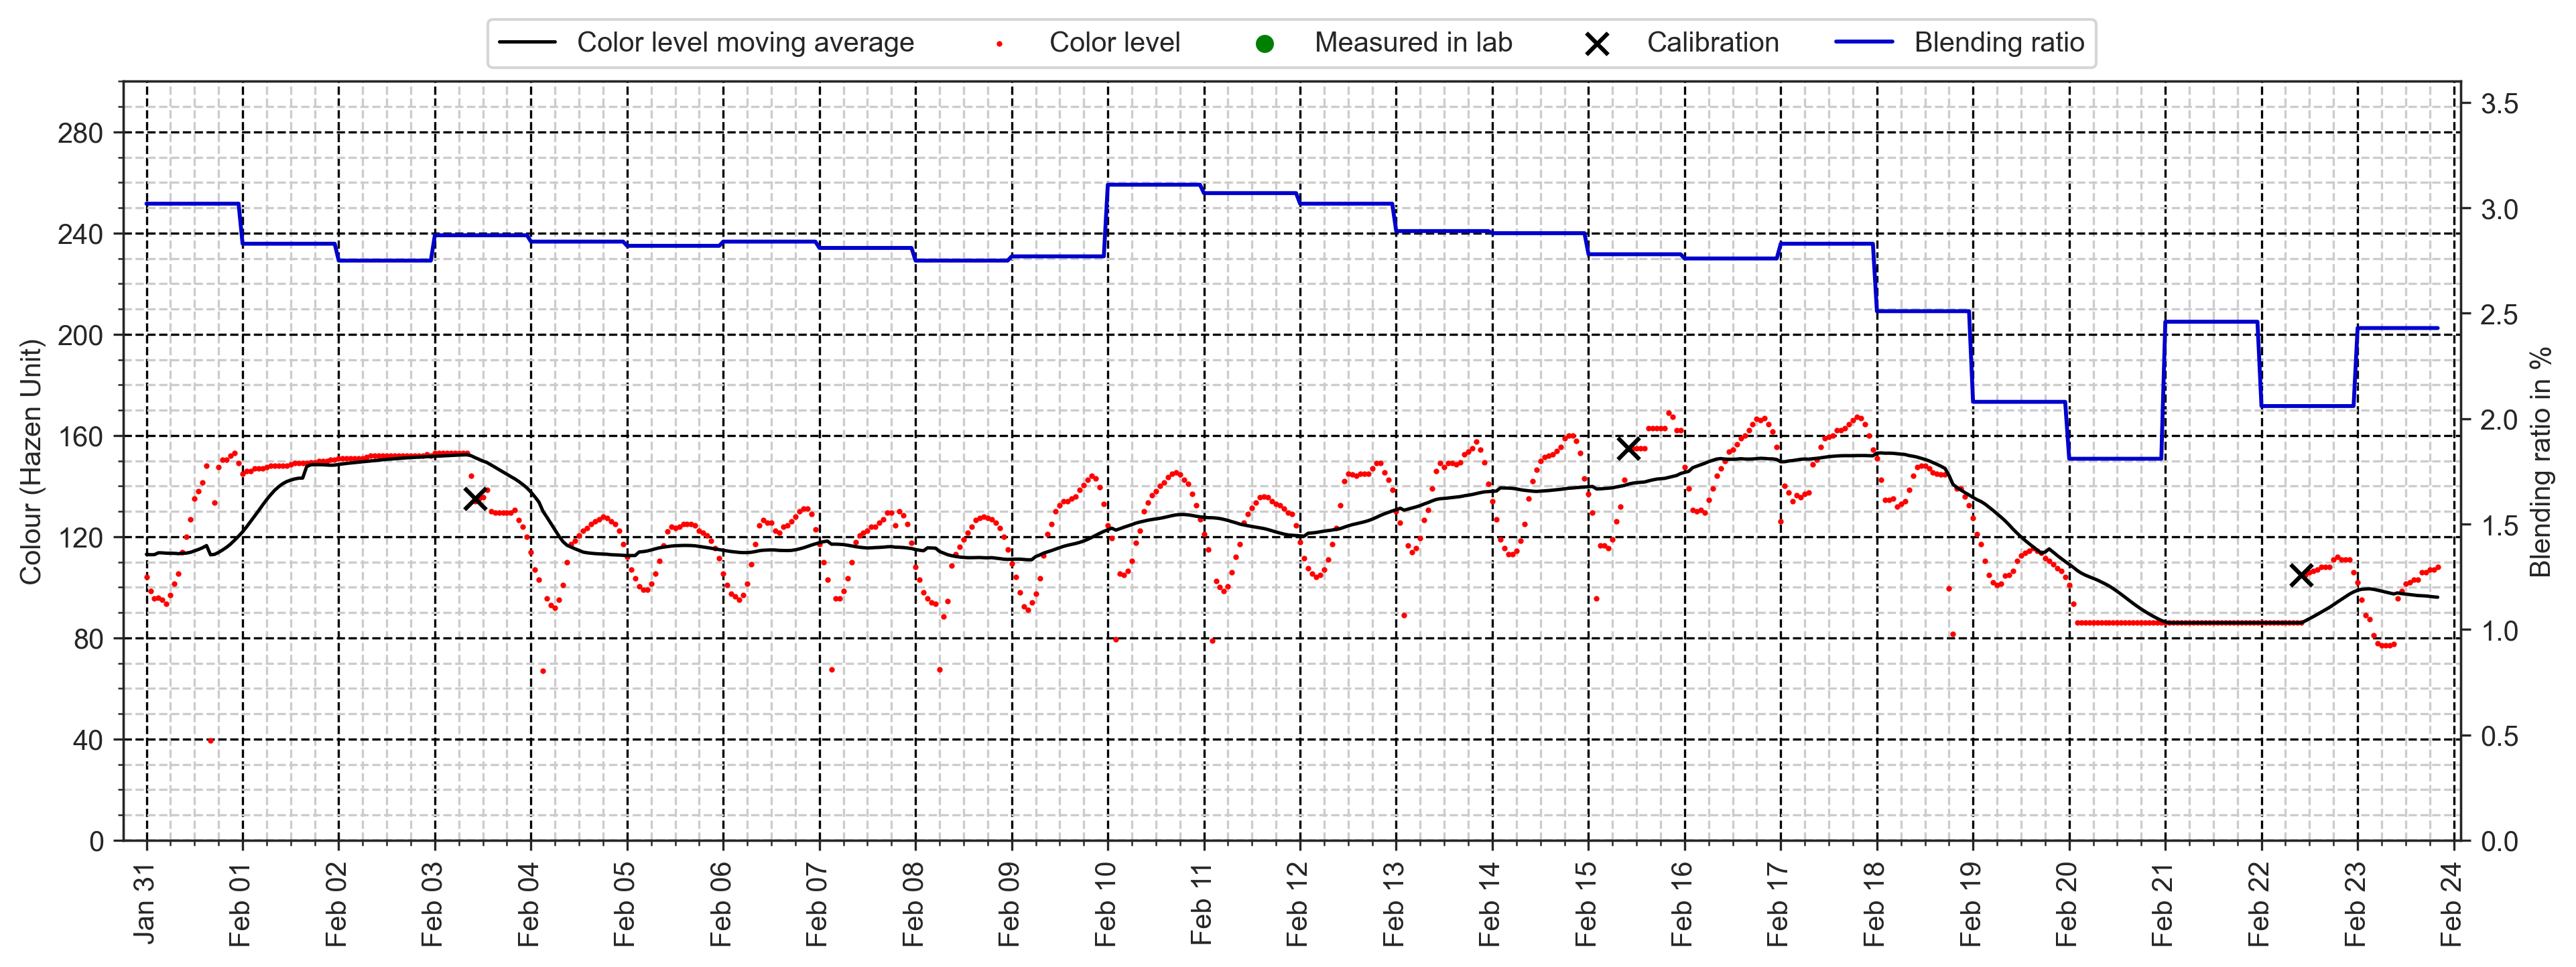 Color level moving average Color level Measured in lab Calibration Blending ratio
Colour (Hazen Unit)
280
240
200
160
120
80
40
0
3.5
3.0
2.5
2.0
1.5
1.0
0.5
0.0
Blending ratio in %
Jan 31
Feb 01
Feb 02
Feb 03
Feb 04
Feb 05
Feb 06
Feb 07
Feb 08
Feb 09
Feb 10
Feb 11
Feb 12
Feb 13
Feb 14
Feb 15
Feb 16
Feb 17
Feb 18
Feb 19
Feb 20
Feb 21
Feb 22
Feb 23
Feb 24